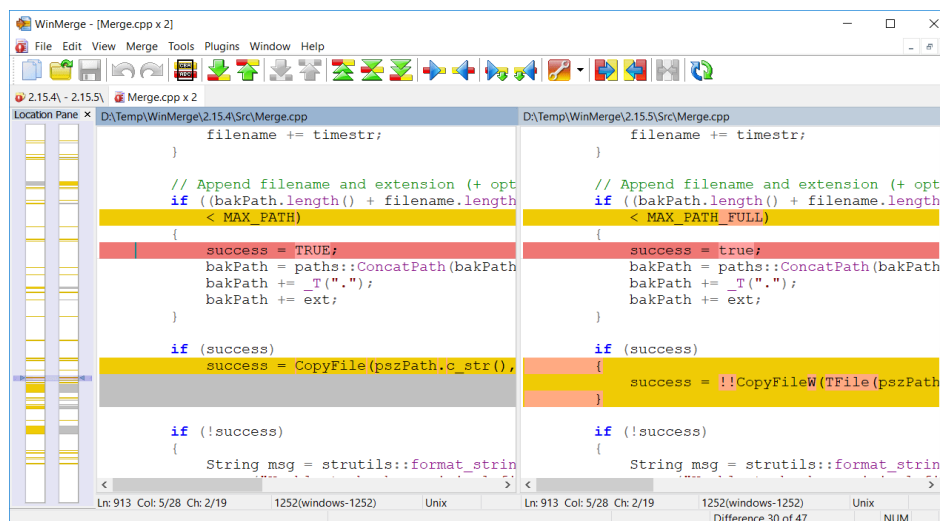 WinMerge - [Merge.cpp x 2]
File Edit View Merge Tools Plugins Window Help
2.15.4\ - 2.15.5\ Merge.cpp x 2
Location Pane ×
D:\Temp\WinMerge\2.15.4\Src\Merge.cpp
filename += timestr;
}
// Append filename and extension (+ opt
if ((bakPath.length() + filename.length
< MAX_PATH)
{
success = TRUE;
bakPath = paths::ConcatPath(bakPath
bakPath += _T(".");
bakPath += ext;
}
if (success)
success = CopyFile(pszPath.c_str(),
if (!success)
{
String msg = strutils::format_strin
Ln: 913 Col: 5/28 Ch: 2/19 1252(windows-1252) Unix
D:\Temp\WinMerge\2.15.5\Src\Merge.cpp
filename += timestr;
}
// Append filename and extension (+ opt
if ((bakPath.length() + filename.length
< MAX_PATH_FULL)
{
success = true;
bakPath = paths::ConcatPath(bakPath
bakPath += _T(".");
bakPath += ext;
}
if (success)
{
success = !!CopyFileW(TFile(pszPath
}
if (!success)
{
String msg = strutils::format_strin
Ln: 913 Col: 5/28 Ch: 2/19 1252(windows-1252) Unix
Difference 30 of 47 NUM